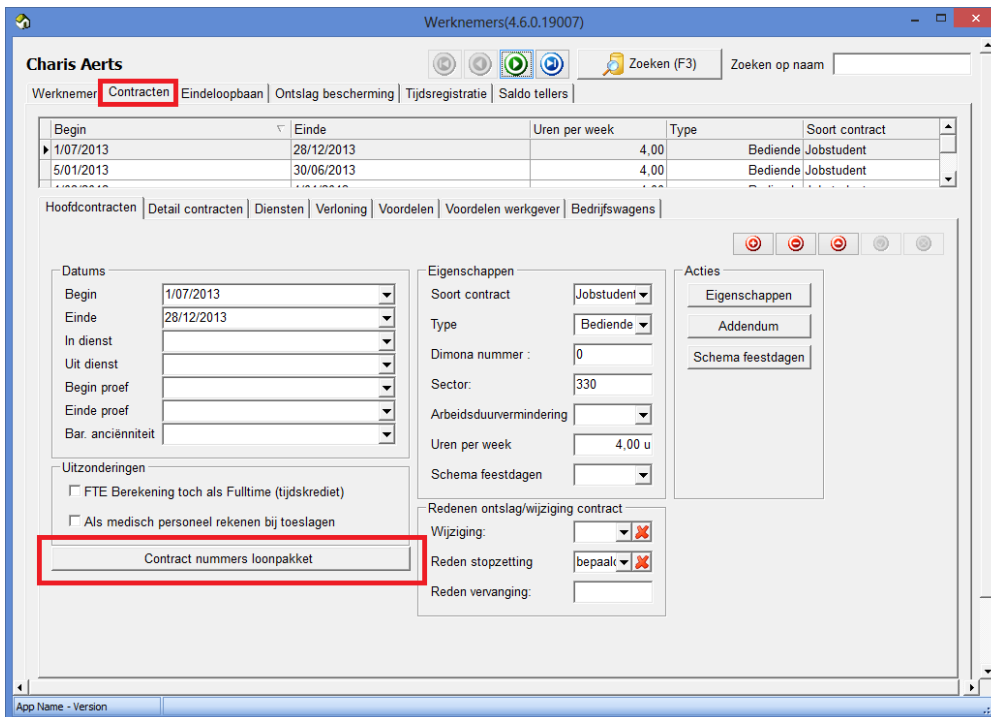 Werknemers(4.6.0.19007)
Charis Aerts
Zoeken (F3)
Zoeken op naam
Werknemer Contracten Eindeloopbaan Ontslag bescherming Tijdsregistratie Saldo tellers
Begin Einde Uren per week Type Soort contract
1/07/2013 28/12/2013 4,00 Bediende Jobstudent
5/01/2013 30/06/2013 4,00 Bediende Jobstudent
Hoofdcontracten Detail contracten Diensten Verloning Voordelen Voordelen werkgever Bedrijfswagens
Datums
Begin 1/07/2013
Einde 28/12/2013
In dienst
Uit dienst
Begin proef
Einde proef
Bar. anciënniteit
Uitzonderingen
FTE Berekening toch als Fulltime (tijdskrediet)
Als medisch personeel rekenen bij toeslagen
Contract nummers loonpakket
Eigenschappen
Soort contract Jobstudent
Type Bediende
Dimona nummer : 0
Sector: 330
Arbeidsduurvermindering
Uren per week 4,00 u
Schema feestdagen
Redenen ontslag/wijziging contract
Wijziging:
Reden stopzetting bepaald
Reden vervanging:
Acties
Eigenschappen
Addendum
Schema feestdagen
App Name - Version